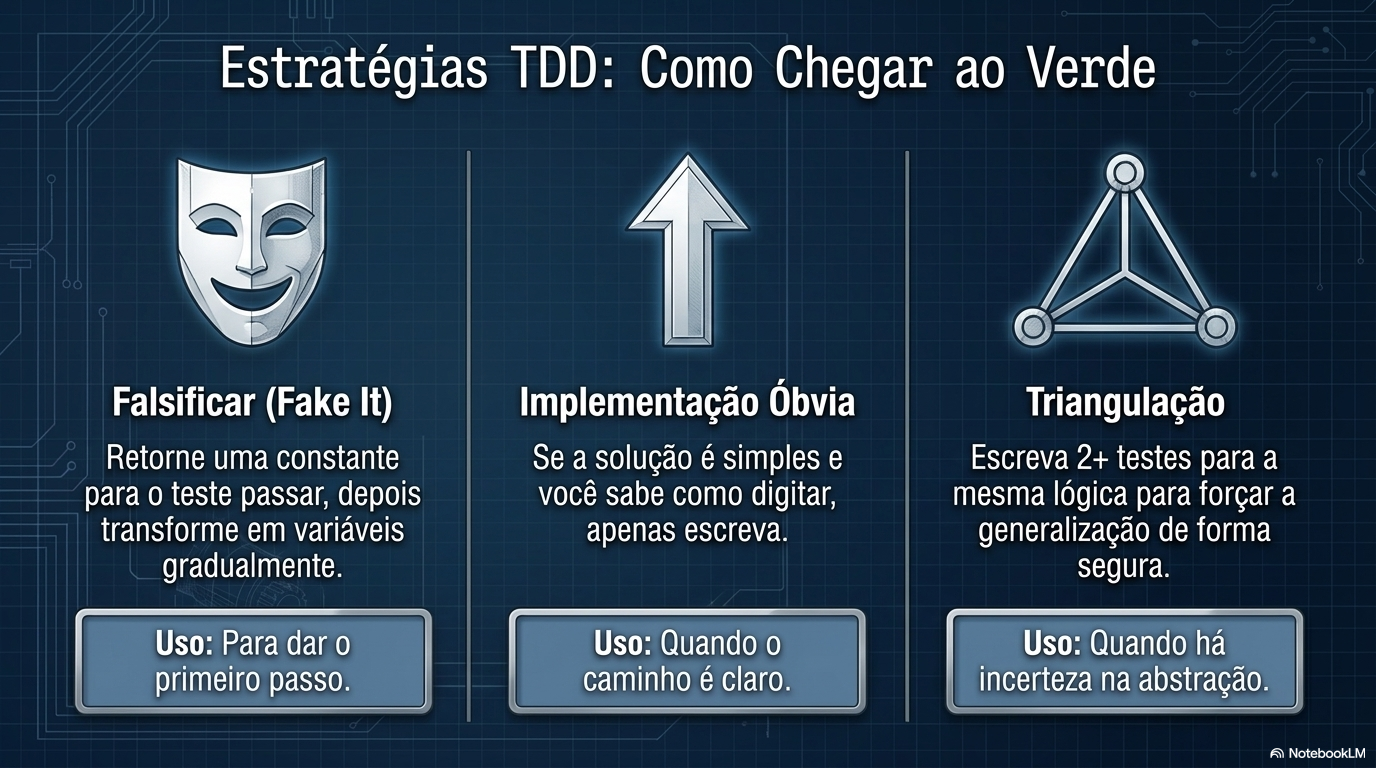 Estratégias TDD: Como Chegar ao Verde
Falsificar (Fake It)
Retorne uma constante
para o teste passar, depois
transforme em variáveis
gradualmente.
Uso: Para dar o
primeiro passo.
Implementação Óbvia
Se a solução é simples e
você sabe como digitar,
apenas escreva.
Uso: Quando o
caminho é claro.
Triangulação
Escreva 2+ testes para a
mesma lógica para forçar a
generalização de forma
segura.
Uso: Quando há
incerteza na abstração.
NotebookLM